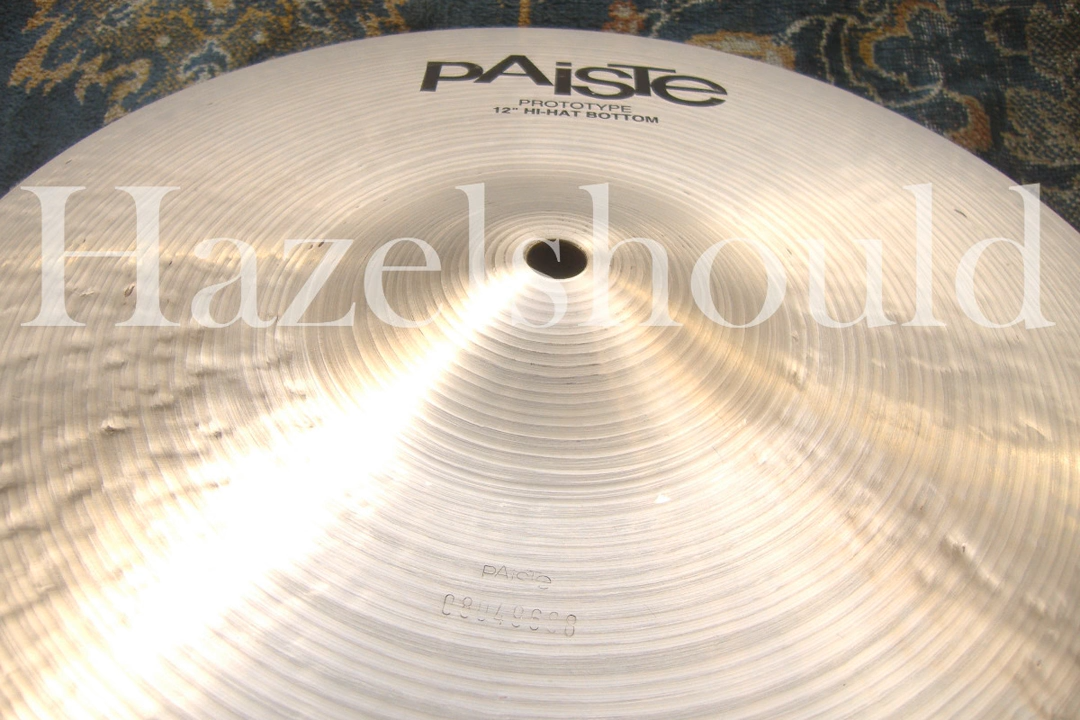 PAiSTe
PROTOTYPE
12" HI-HAT BOTTOM
Hazelshould
PAiSTe